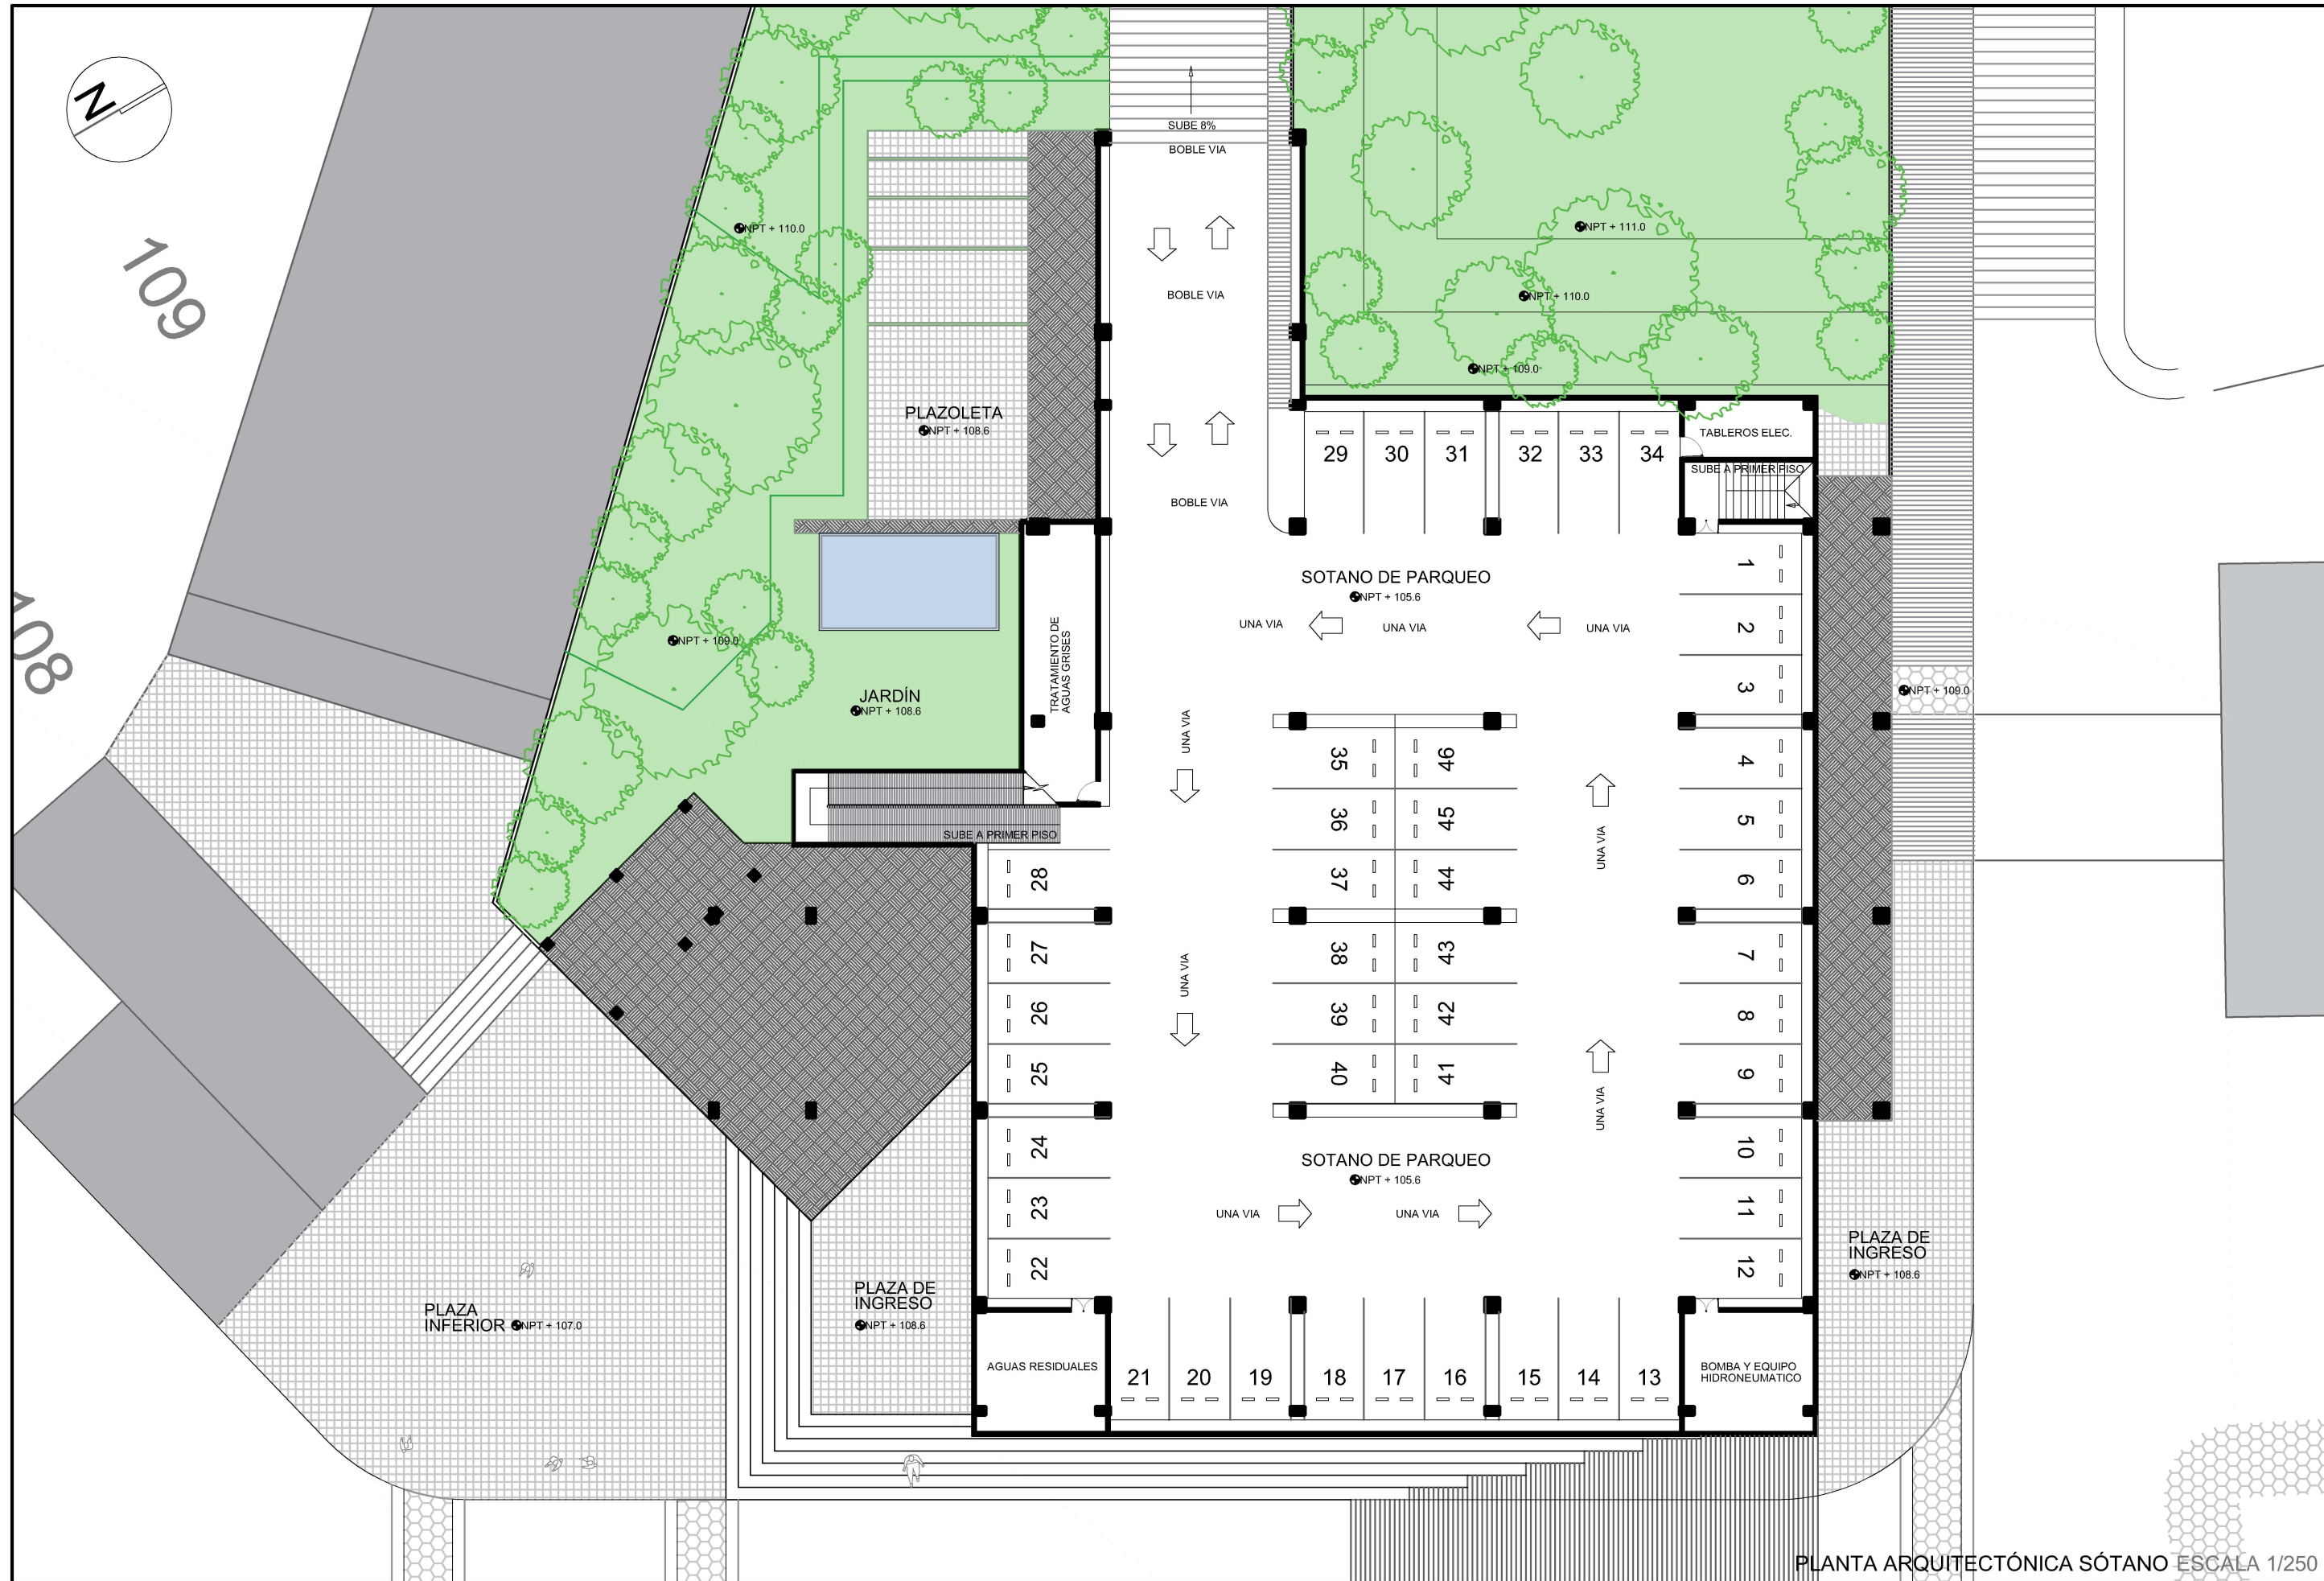 N
SUBE 8%
BOBLE VIA
NPT + 110.0
NPT + 111.0
109
BOBLE VIA
NPT + 110.0
NPT + 109.0
PLAZOLETA
NPT + 108.6
TABLEROS ELEC.
29 30 31 32 33 34
SUBE A PRIMER PISO
BOBLE VIA
1
SOTANO DE PARQUEO
NPT + 105.6
UNA VIA
UNA VIA
UNA VIA
2
108
NPT + 109.0
TRATAMIENTO DE
AGUAS GRISES
3
NPT + 109.0
JARDÍN
NPT + 108.6
UNA VIA
35 46
4
SUBE A PRIMER PISO
36 45
UNA VIA
5
28
37 44
6
27
UNA VIA
38 43
7
26
39 42
8
25
40 41
9
UNA VIA
24
SOTANO DE PARQUEO
NPT + 105.6
10
23
UNA VIA
UNA VIA
11
22
12
PLAZA DE
INGRESO
NPT + 108.6
PLAZA DE
INGRESO
NPT + 108.6
PLAZA
INFERIOR NPT + 107.0
AGUAS RESIDUALES
21 20 19 18 17 16 15 14 13
BOMBA Y EQUIPO
HIDRONEUMATICO
PLANTA ARQUITECTÓNICA SÓTANO ESCALA 1/250